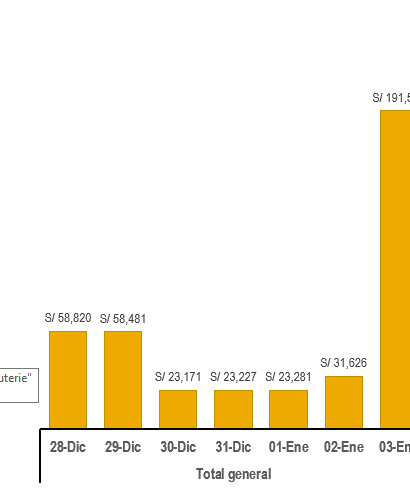 S/ 191,5
S/ 58,820 S/ 58,481
S/ 31,626
S/ 23,171 S/ 23,227 S/ 23,281
uterie"
28-Dic 29-Dic 30-Dic 31-Dic 01-Ene 02-Ene 03-En
Total general